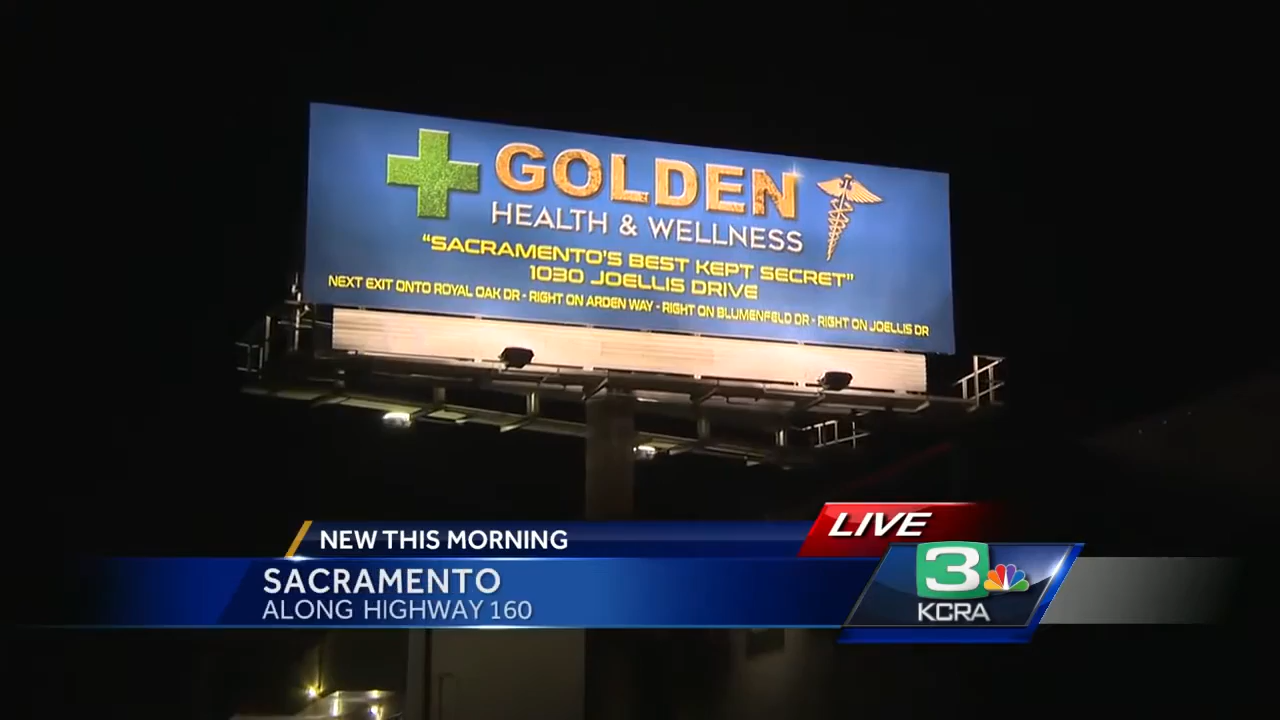 GOLDEN
HEALTH & WELLNESS
"SACRAMENTO'S BEST KEPT SECRET"
1030 JOELLIS DRIVE
NEXT EXIT ONTO ROYAL OAK DR - RIGHT ON ARDEN WAY - RIGHT ON BLUMENFELD DR - RIGHT ON JOELLIS DR
LIVE
NEW THIS MORNING
SACRAMENTO
ALONG HIGHWAY 160
3
KCRA